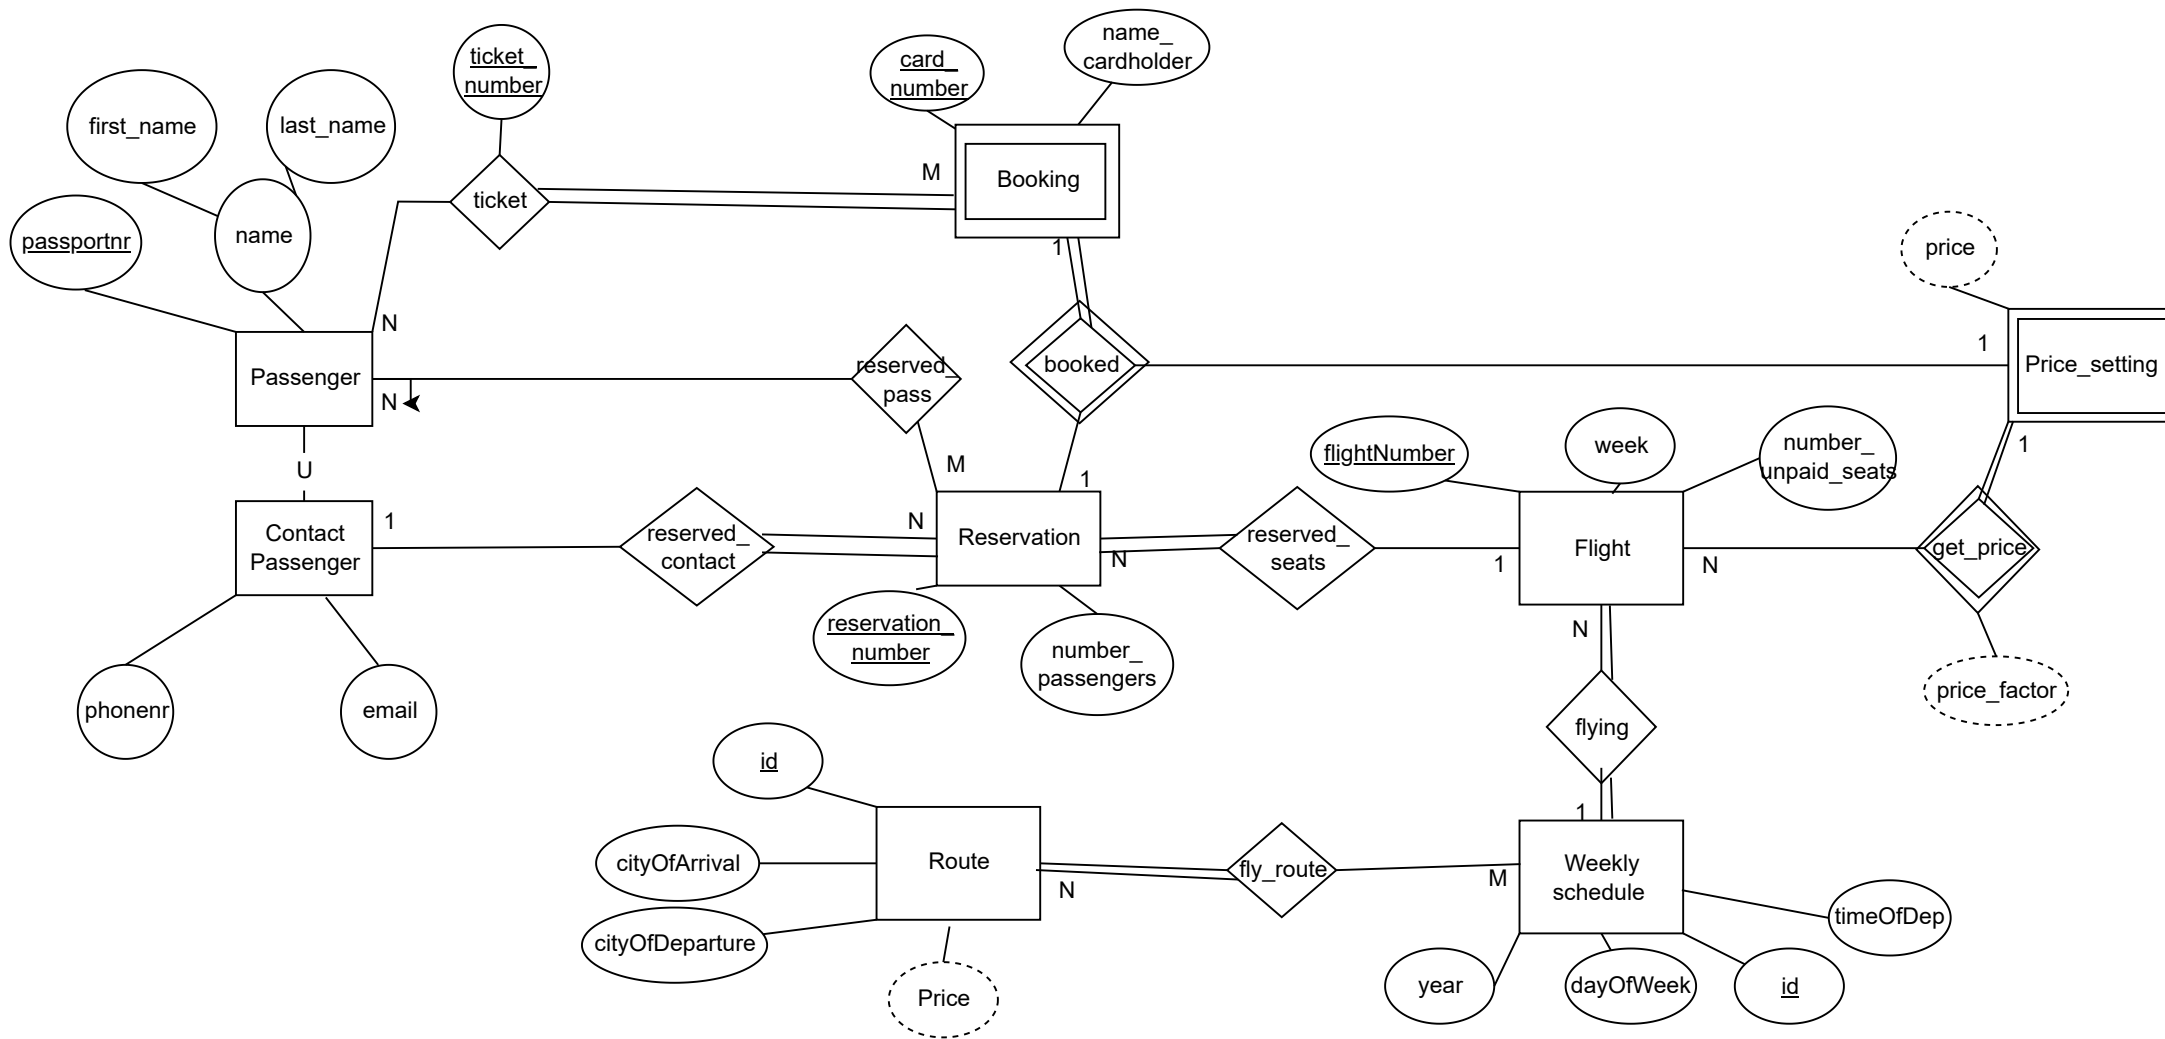 ticket_
number
card_
number
name_
cardholder
first_name
last_name
passportnr
name
ticket
M
Booking
1
price
N
Passenger
N
reserved_
pass
booked
1
Price_setting
M
1
flightNumber
week
number_
unpaid_seats
1
U
Contact
Passenger
1
reserved_
contact
N
Reservation
N
reserved_
seats
1
Flight
N
get_price
reservation_
number
number_
passengers
N
price_factor
phonenr
email
flying
id
1
cityOfArrival
Route
N
fly_route
M
Weekly
schedule
timeOfDep
cityOfDeparture
Price
year
dayOfWeek
id